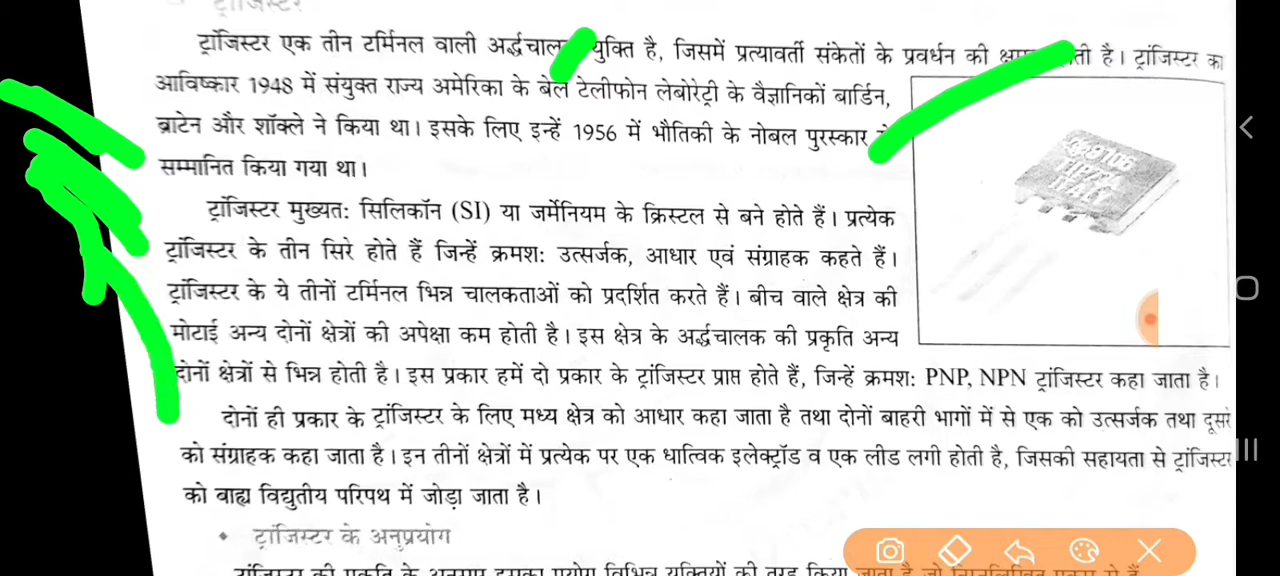 ट्रांजिस्टर
ट्रांजिस्टर एक तीन टर्मिनल वाली है, जिसमें प्रत्यावर्ती संकेतों के प्रवर्धन की है। ट्रांजिस्टर का
आविष्कार 1948 में संयुक्त राज्य अमेरिका के बेल टेलीफोन लेबोरेट्री के वैज्ञानिकों बार्डिन,
ब्राटेन और शॉक्ले ने किया था। इसके लिए इन्हें 1956 में भौतिकी के नोबल पुरस्कार
सम्मानित किया गया था।
ट्रांजिस्टर मुख्यत: सिलिकॉन (SI) या जर्मेनियम के क्रिस्टल से बने होते हैं। प्रत्येक
ट्रांजिस्टर के तीन सिरे होते हैं जिन्हें क्रमश: उत्सर्जक, आधार एवं संग्राहक कहते हैं।
ट्रांजिस्टर के ये तीनों टर्मिनल भिन्न चालकताओं को प्रदर्शित करते हैं। बीच वाले क्षेत्र की
मोटाई अन्य दोनों क्षेत्रों की अपेक्षा कम होती है। इस क्षेत्र के अर्द्धचालक की प्रकृति अन्य
दोनों क्षेत्रों से भिन्न होती है। इस प्रकार हमें दो प्रकार के ट्रांजिस्टर प्राप्त होते हैं, जिन्हें क्रमश: PNP, NPN ट्रांजिस्टर कहा जाता है।
दोनों ही प्रकार के ट्रांजिस्टर के लिए मध्य क्षेत्र को आधार कहा जाता है तथा दोनों बाहरी भागों में से एक को उत्सर्जक तथा दूसरे
को संग्राहक कहा जाता है। इन तीनों क्षेत्रों में प्रत्येक पर एक धात्विक इलेक्ट्रॉड व एक लीड लगी होती है, जिसकी सहायता से ट्रांजिस्टर
को वाह्य विद्युतीय परिपथ में जोड़ा जाता है।
• ट्रांजिस्टर के अनुप्रयोग